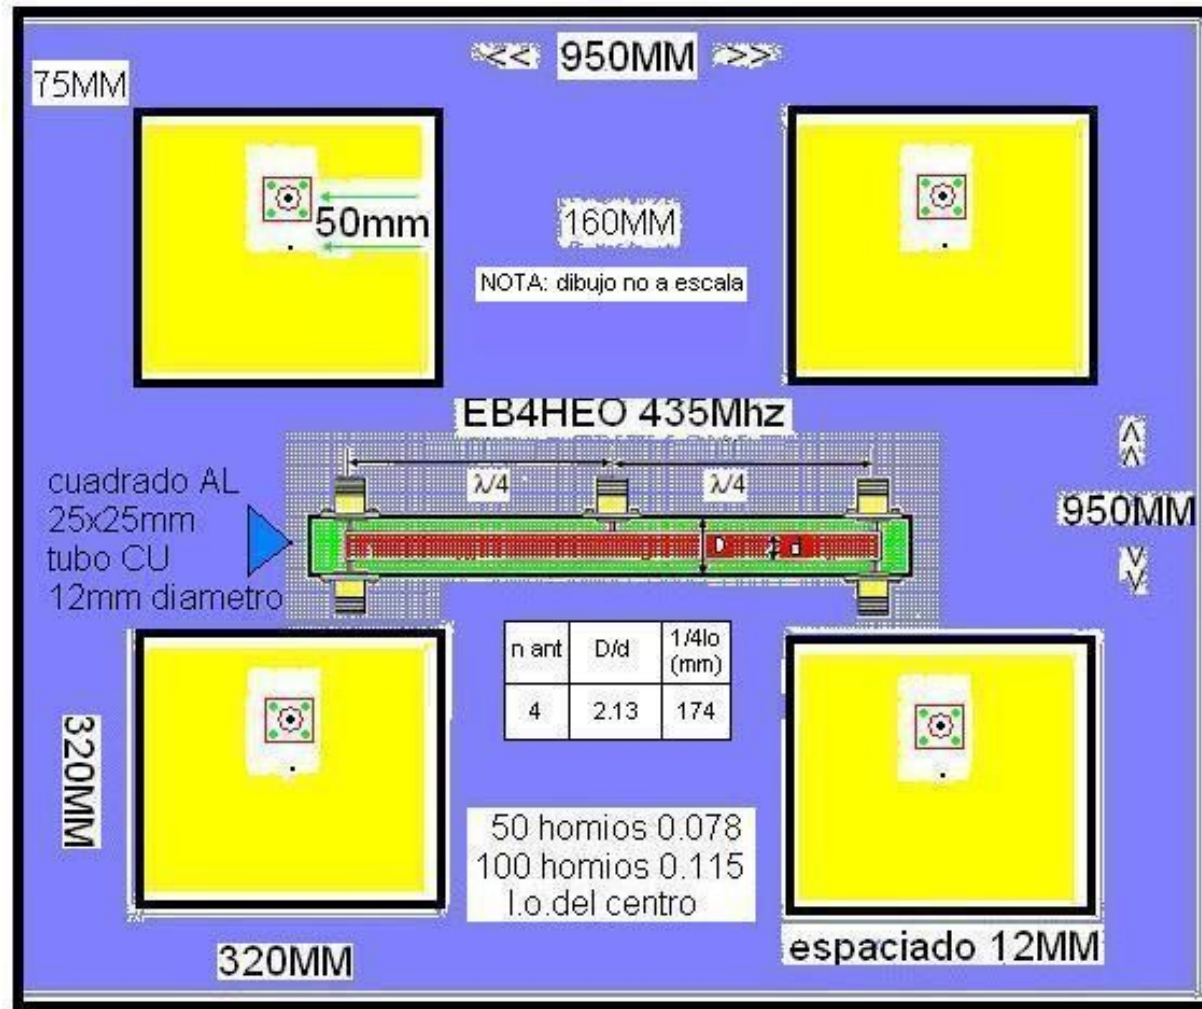 << 950MM >>
75MM
50mm
160MM
NOTA: dibujo no a escala
EB4HEO 435Mhz
λ/4 λ/4
cuadrado AL
25x25mm
tubo CU
12mm diametro
D d
<< 950MM >>
n ant D/d 1/4lo (mm)
4 2.13 174
320MM
50 homios 0.078
100 homios 0.115
l.o.del centro
320MM
espaciado 12MM